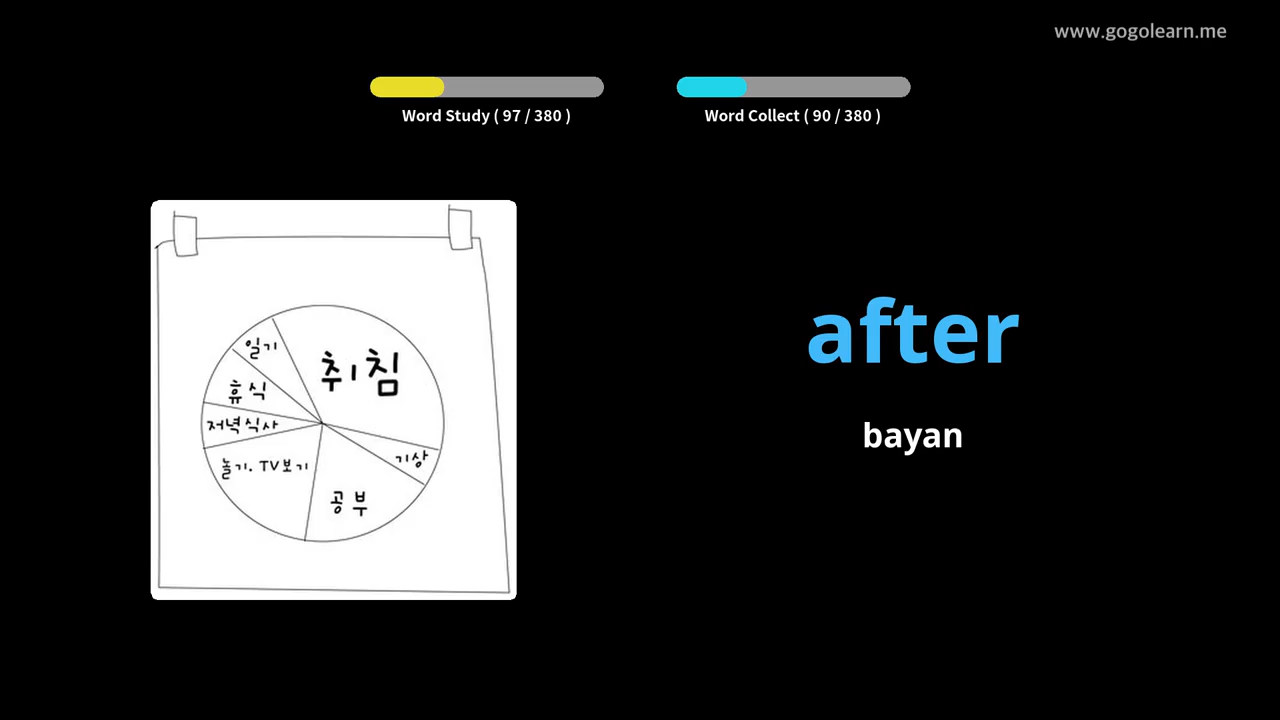 www.gogolearn.me
Word Study ( 97 / 380 )
Word Collect ( 90 / 380 )
일기
취침
휴식
저녁식사
놀기. TV보기
기상
공부
after
bayan